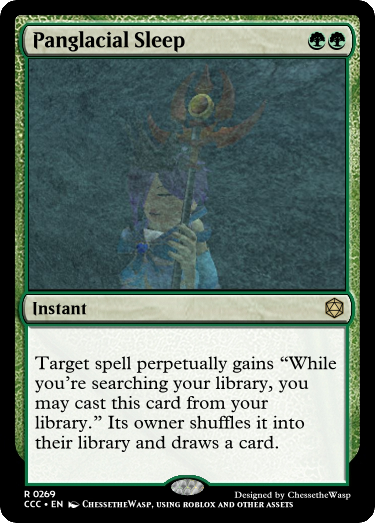 Panglacial Sleep
Instant
Target spell perpetually gains “While
you’re searching your library, you
may cast this card from your
library.” Its owner shuffles it into
their library and draws a card.
R 0269
Designed by ChessetheWasp
CCC • EN ChessetheWasp, using Roblox and other assets